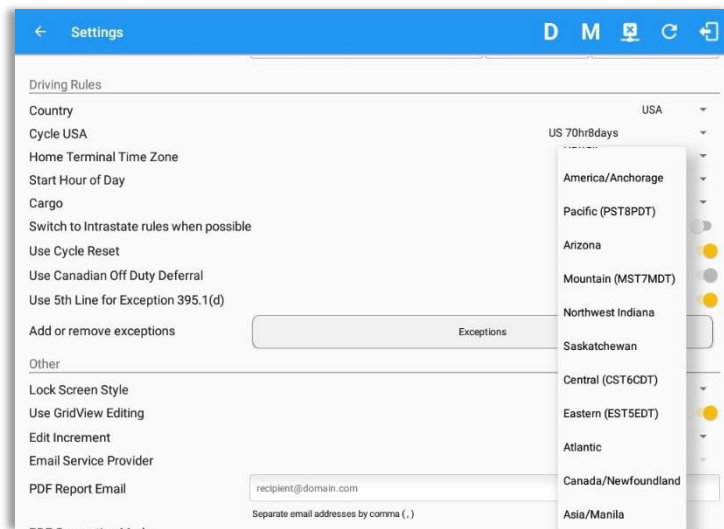 Settings D M
Driving Rules
Country USA
Cycle USA US 70hr8days
Home Terminal Time Zone
Start Hour of Day
Cargo
Switch to Intrastate rules when possible
Use Cycle Reset
Use Canadian Off Duty Deferral
Use 5th Line for Exception 395.1(d)
Add or remove exceptions Exceptions
Other
Lock Screen Style
Use GridView Editing
Edit Increment
Email Service Provider
PDF Report Email recipient@domain.com
Separate email addresses by comma ( , )
America/Anchorage
Pacific (PST8PDT)
Arizona
Mountain (MST7MDT)
Northwest Indiana
Saskatchewan
Central (CST6CDT)
Eastern (EST5EDT)
Atlantic
Canada/Newfoundland
Asia/Manila